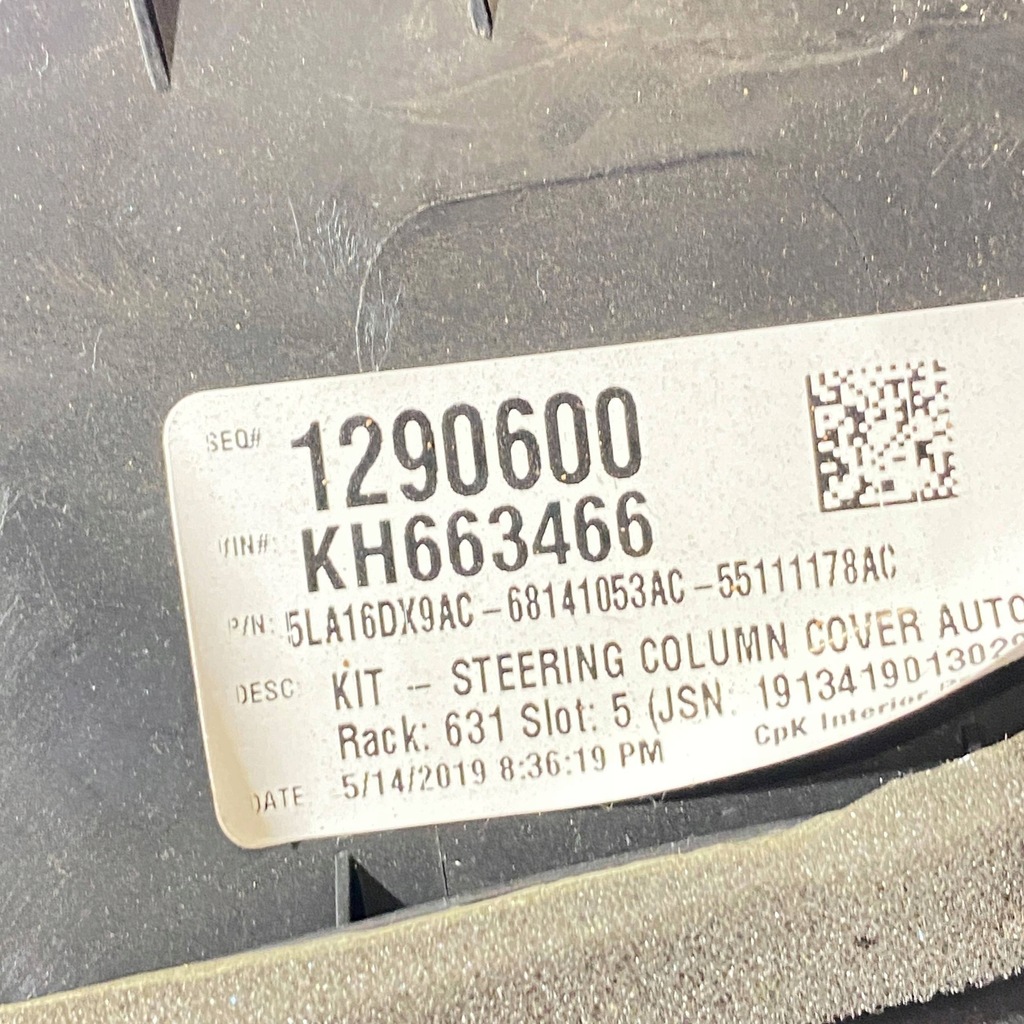 SEQ# 1290600
VIN#: KH663466
P/N: 5LA16DX9AC-68141053AC-55111178AC
DESC: KIT - STEERING COLUMN COVER AUTO
Rack: 631 Slot: 5 (JSN: 1913419013029
CpK Interior
DATE 5/14/2019 8:36:19 PM